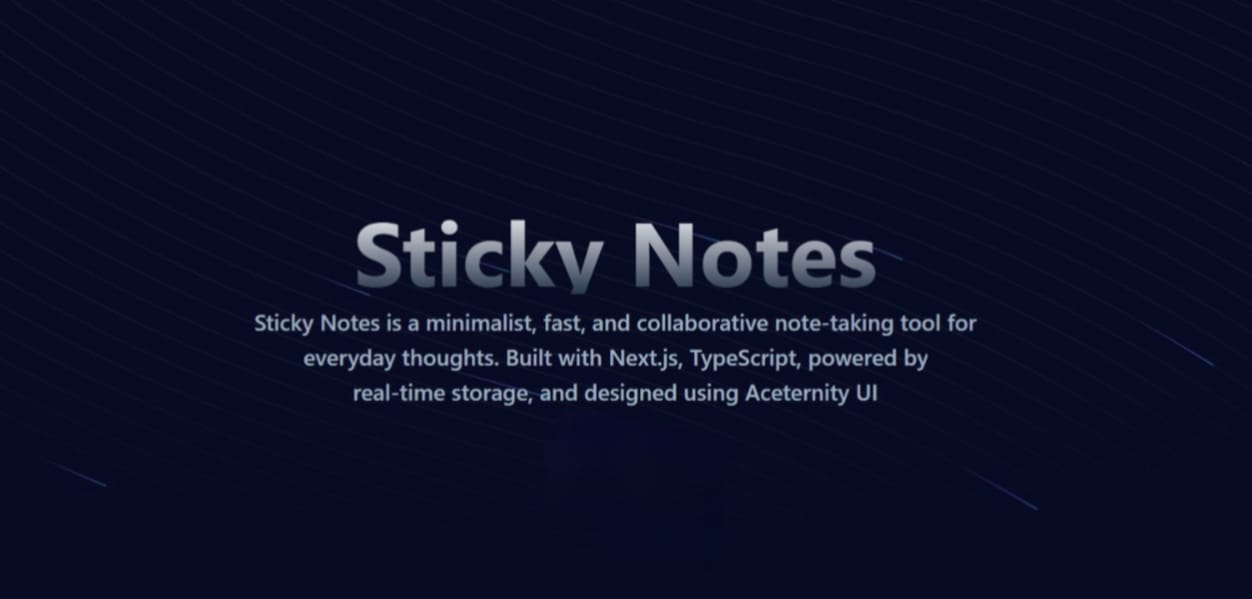 Sticky Notes
Sticky Notes is a minimalist, fast, and collaborative note-taking tool for
everyday thoughts. Built with Next.js, TypeScript, powered by
real-time storage, and designed using Aceternity UI